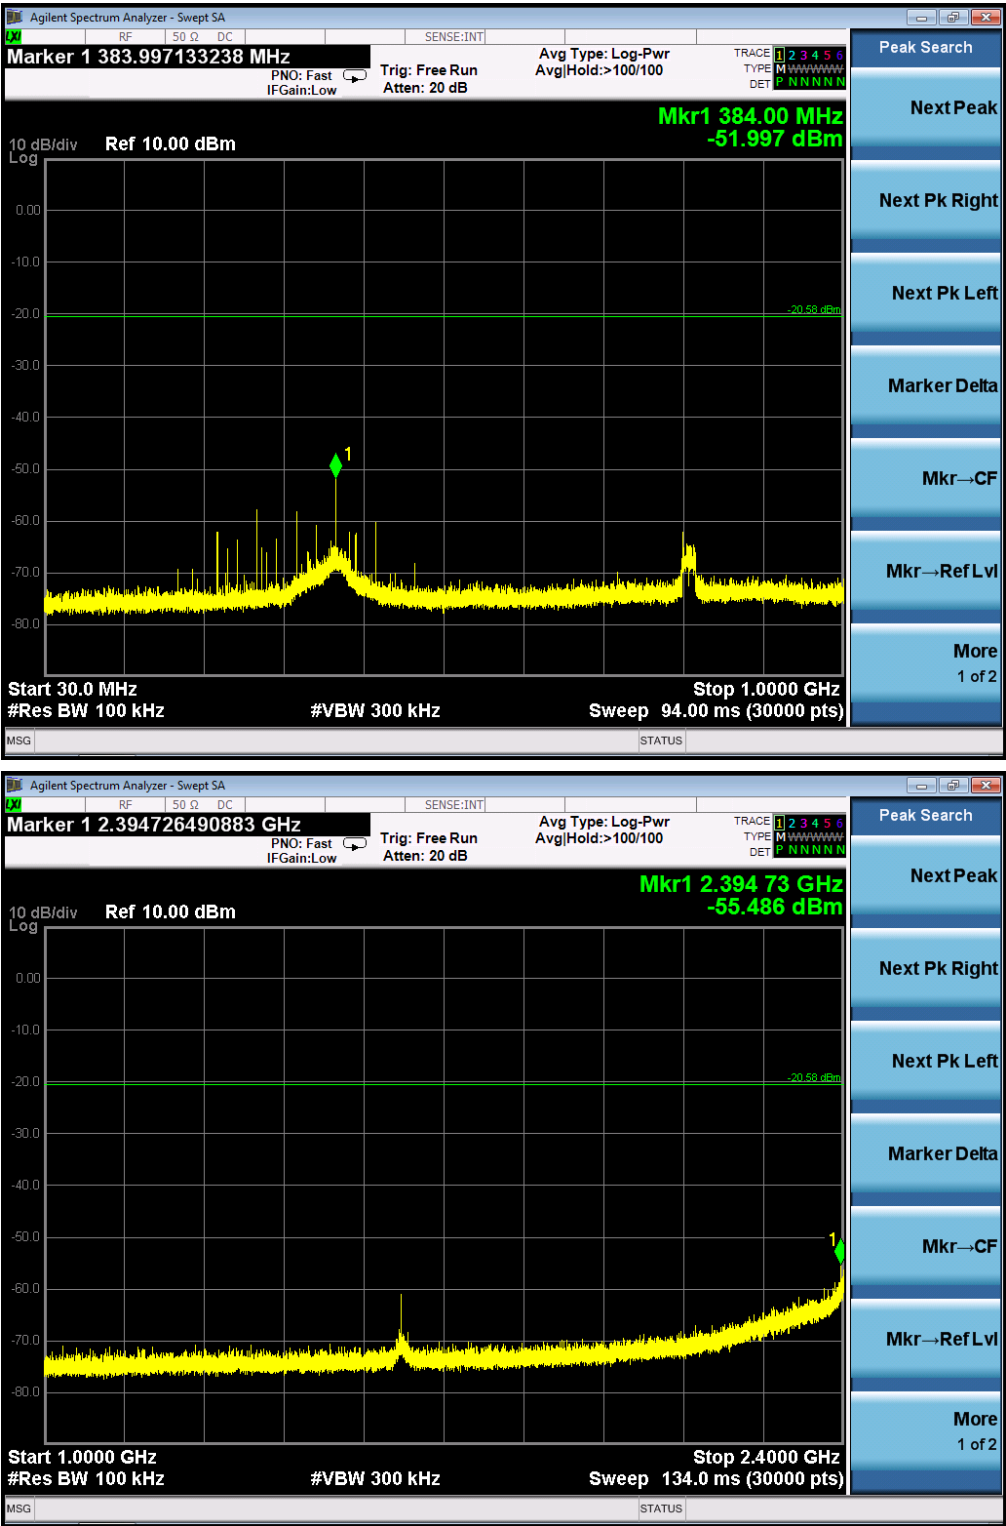 Agilent Spectrum Analyzer - Swept SA
LXI RF 50 Ω DC SENSE:INT
Marker 1 383.997133238 MHz
PNO: Fast
IFGain:Low
Trig: Free Run
Atten: 20 dB
Avg Type: Log-Pwr
Avg|Hold:>100/100
TRACE 1 2 3 4 5 6
TYPE M WWWWW
DET P N N N N N
Mkr1 384.00 MHz
-51.997 dBm
10 dB/div Ref 10.00 dBm
Log
0.00
-10.0
-20.0
-20.58 dBm
-30.0
-40.0
-50.0
1
-60.0
-70.0
-80.0
Start 30.0 MHz Stop 1.0000 GHz
#Res BW 100 kHz #VBW 300 kHz Sweep 94.00 ms (30000 pts)
MSG STATUS
Peak Search
Next Peak
Next Pk Right
Next Pk Left
Marker Delta
Mkr→CF
Mkr→Ref Lvl
More
1 of 2
Agilent Spectrum Analyzer - Swept SA
LXI RF 50 Ω DC SENSE:INT
Marker 1 2.394726490883 GHz
PNO: Fast
IFGain:Low
Trig: Free Run
Atten: 20 dB
Avg Type: Log-Pwr
Avg|Hold:>100/100
TRACE 1 2 3 4 5 6
TYPE M WWWWW
DET P N N N N N
Mkr1 2.394 73 GHz
-55.486 dBm
10 dB/div Ref 10.00 dBm
Log
0.00
-10.0
-20.0
-20.58 dBm
-30.0
-40.0
-50.0
1
-60.0
-70.0
-80.0
Start 1.0000 GHz Stop 2.4000 GHz
#Res BW 100 kHz #VBW 300 kHz Sweep 134.0 ms (30000 pts)
MSG STATUS
Peak Search
Next Peak
Next Pk Right
Next Pk Left
Marker Delta
Mkr→CF
Mkr→Ref Lvl
More
1 of 2